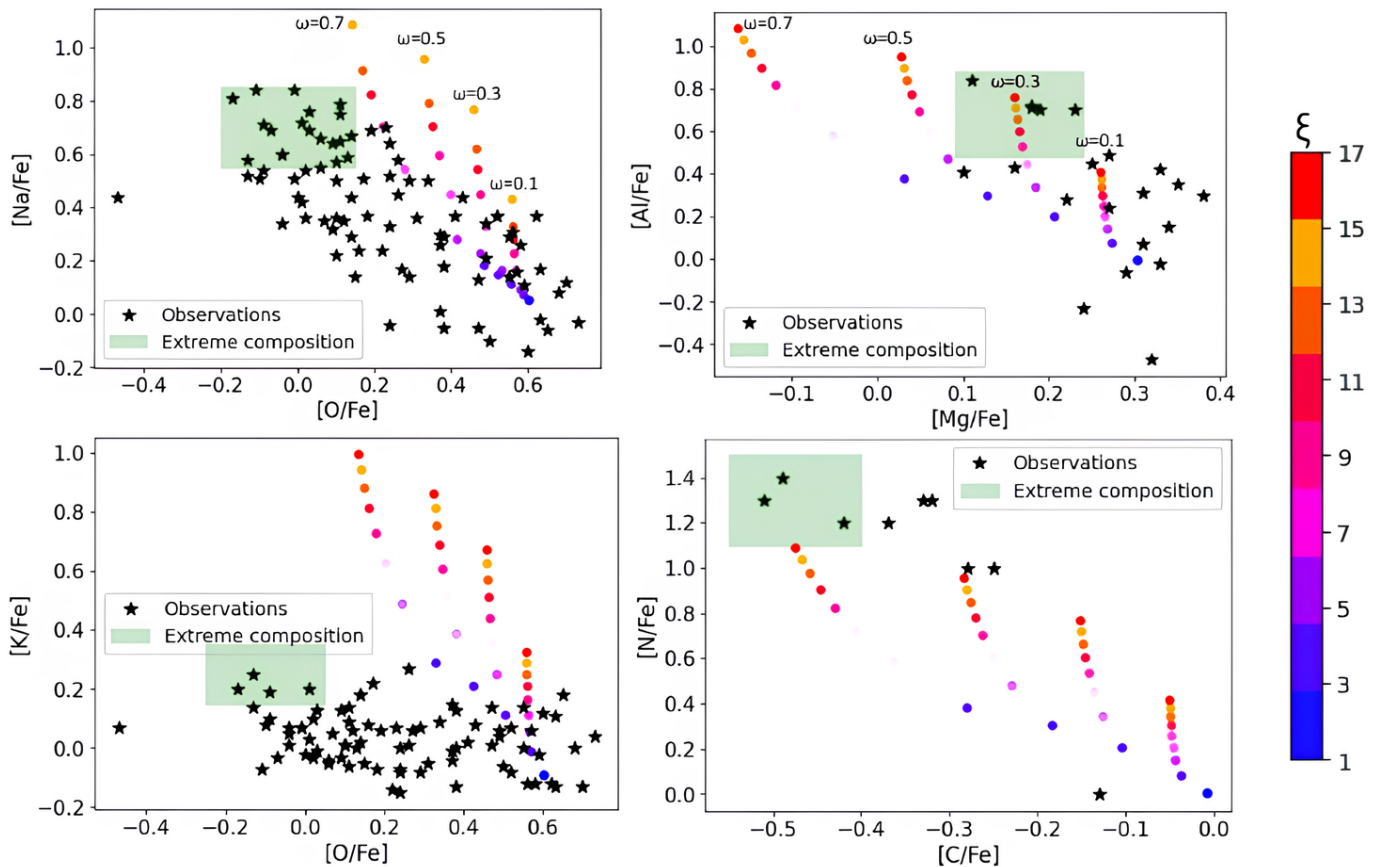 ω=0.7
ω=0.5
ω=0.3
ω=0.1
1.0
0.8
0.6
0.4
0.2
0.0
−0.2
[Na/Fe]
Observations
Extreme composition
−0.4 −0.2 0.0 0.2 0.4 0.6
[O/Fe]
ω=0.7
ω=0.5
ω=0.3
ω=0.1
1.0
0.8
0.6
0.4
0.2
0.0
−0.2
−0.4
[Al/Fe]
Observations
Extreme composition
−0.1 0.0 0.1 0.2 0.3 0.4
[Mg/Fe]
1.0
0.8
0.6
0.4
0.2
0.0
−0.2
[K/Fe]
Observations
Extreme composition
−0.4 −0.2 0.0 0.2 0.4 0.6
[O/Fe]
1.4
1.2
1.0
0.8
0.6
0.4
0.2
0.0
[N/Fe]
Observations
Extreme composition
−0.5 −0.4 −0.3 −0.2 −0.1 0.0
[C/Fe]
ξ
17
15
13
11
9
7
5
3
1